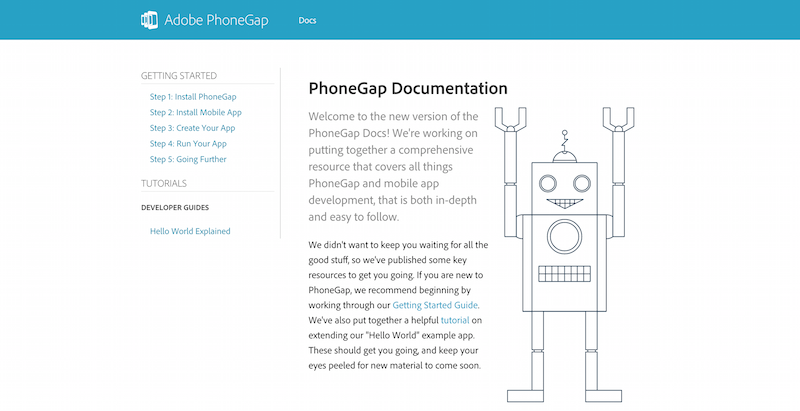 Adobe PhoneGap
Docs
GETTING STARTED
Step 1: Install PhoneGap
Step 2: Install Mobile App
Step 3: Create Your App
Step 4: Run Your App
Step 5: Going Further
TUTORIALS
DEVELOPER GUIDES
Hello World Explained
PhoneGap Documentation
Welcome to the new version of the
PhoneGap Docs! We're working on
putting together a comprehensive
resource that covers all things
PhoneGap and mobile app
development, that is both in-depth
and easy to follow.
We didn't want to keep you waiting for all the
good stuff, so we've published some key
resources to get you going. If you are new to
PhoneGap, we recommend beginning by
working through our Getting Started Guide.
We've also put together a helpful tutorial on
extending our "Hello World" example app.
These should get you going, and keep your
eyes peeled for new material to come soon.